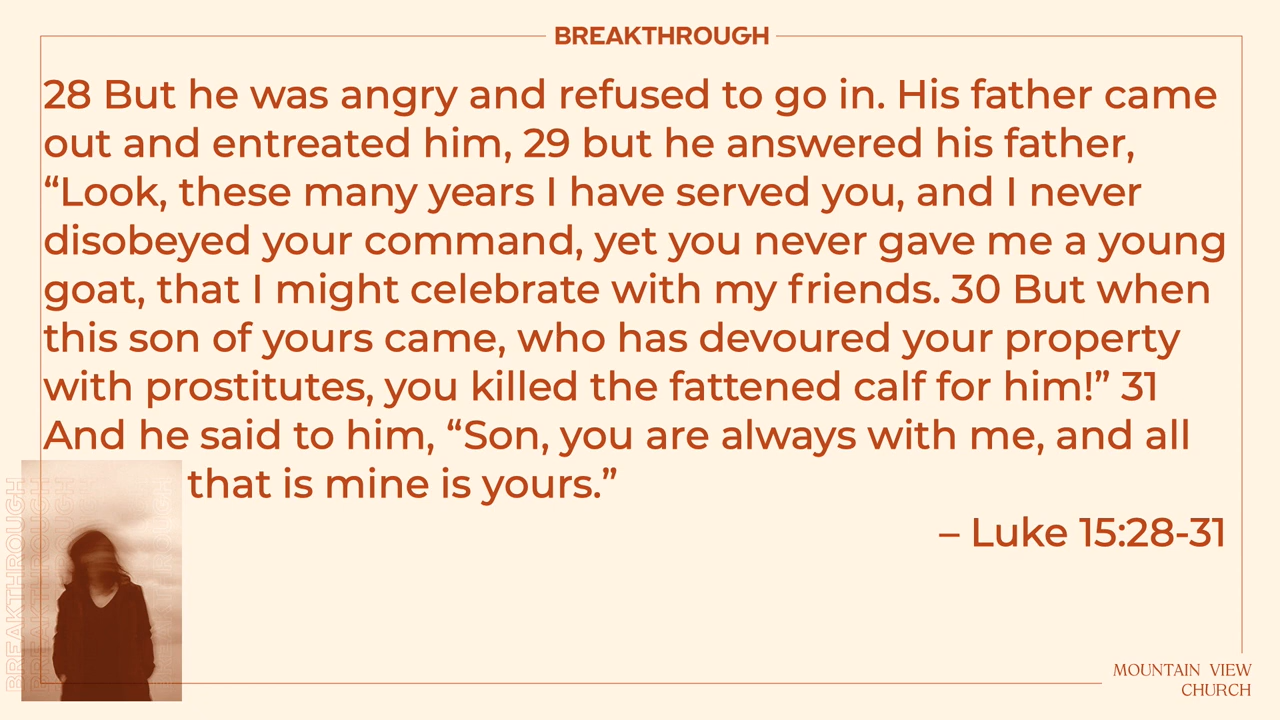 BREAKTHROUGH
28 But he was angry and refused to go in. His father came
out and entreated him, 29 but he answered his father,
“Look, these many years I have served you, and I never
disobeyed your command, yet you never gave me a young
goat, that I might celebrate with my friends. 30 But when
this son of yours came, who has devoured your property
with prostitutes, you killed the fattened calf for him!” 31
And he said to him, “Son, you are always with me, and all
that is mine is yours.”
– Luke 15:28-31
BREAKTHROUGH
BREAKTHROUGH
BREAKTHROUGH
MOUNTAIN VIEW
CHURCH